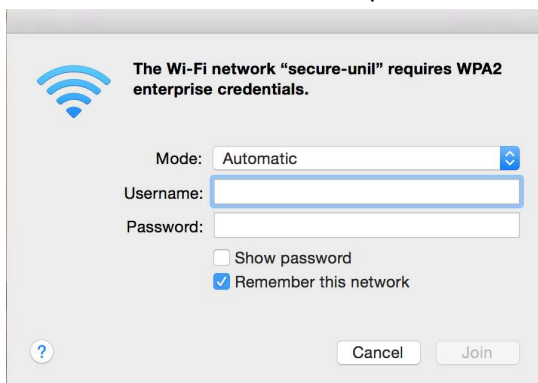 The Wi-Fi network “secure-unil” requires WPA2
enterprise credentials.
Mode: Automatic
Username:
Password:
Show password
Remember this network
? Cancel Join